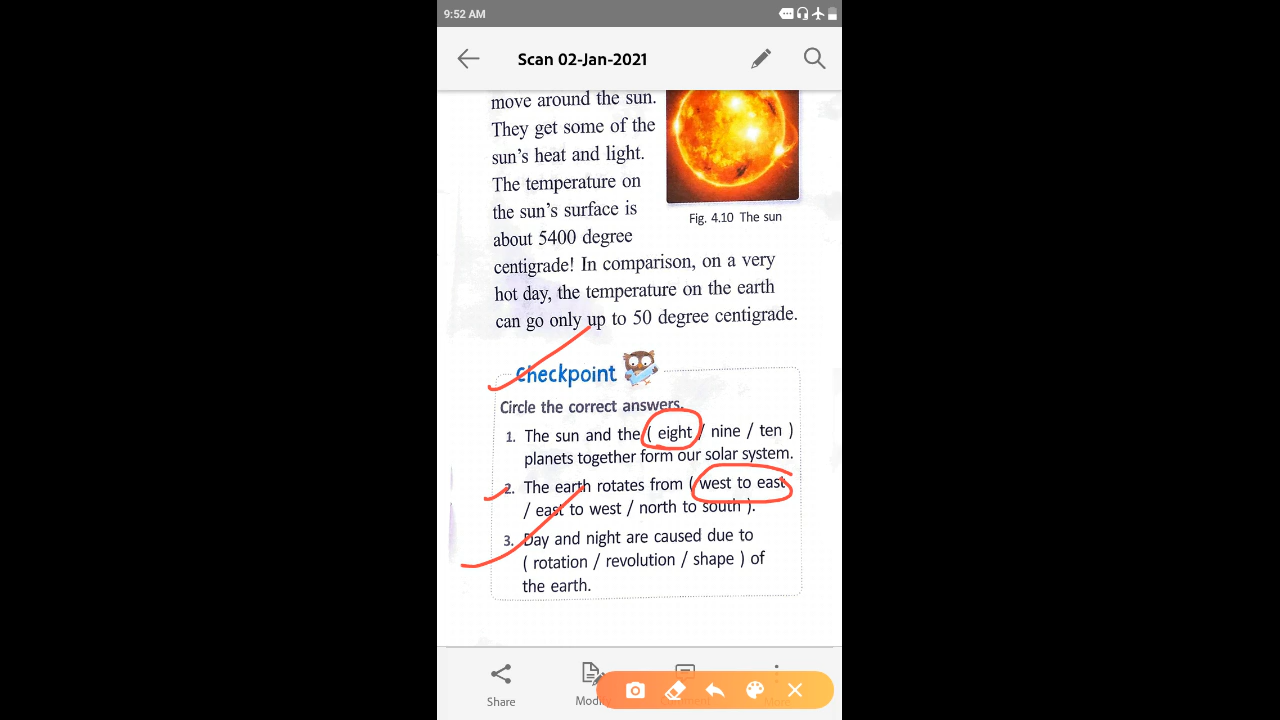 9:52 AM
Scan 02-Jan-2021
move around the sun.
They get some of the
sun's heat and light.
The temperature on
the sun's surface is
about 5400 degree
centigrade! In comparison, on a very
hot day, the temperature on the earth
can go only up to 50 degree centigrade.
Fig. 4.10 The sun
Checkpoint
Circle the correct answers.
1. The sun and the ( eight / nine / ten )
planets together form our solar system.
2. The earth rotates from ( west to east
/ east to west / north to south ).
3. Day and night are caused due to
( rotation / revolution / shape ) of
the earth.
Share